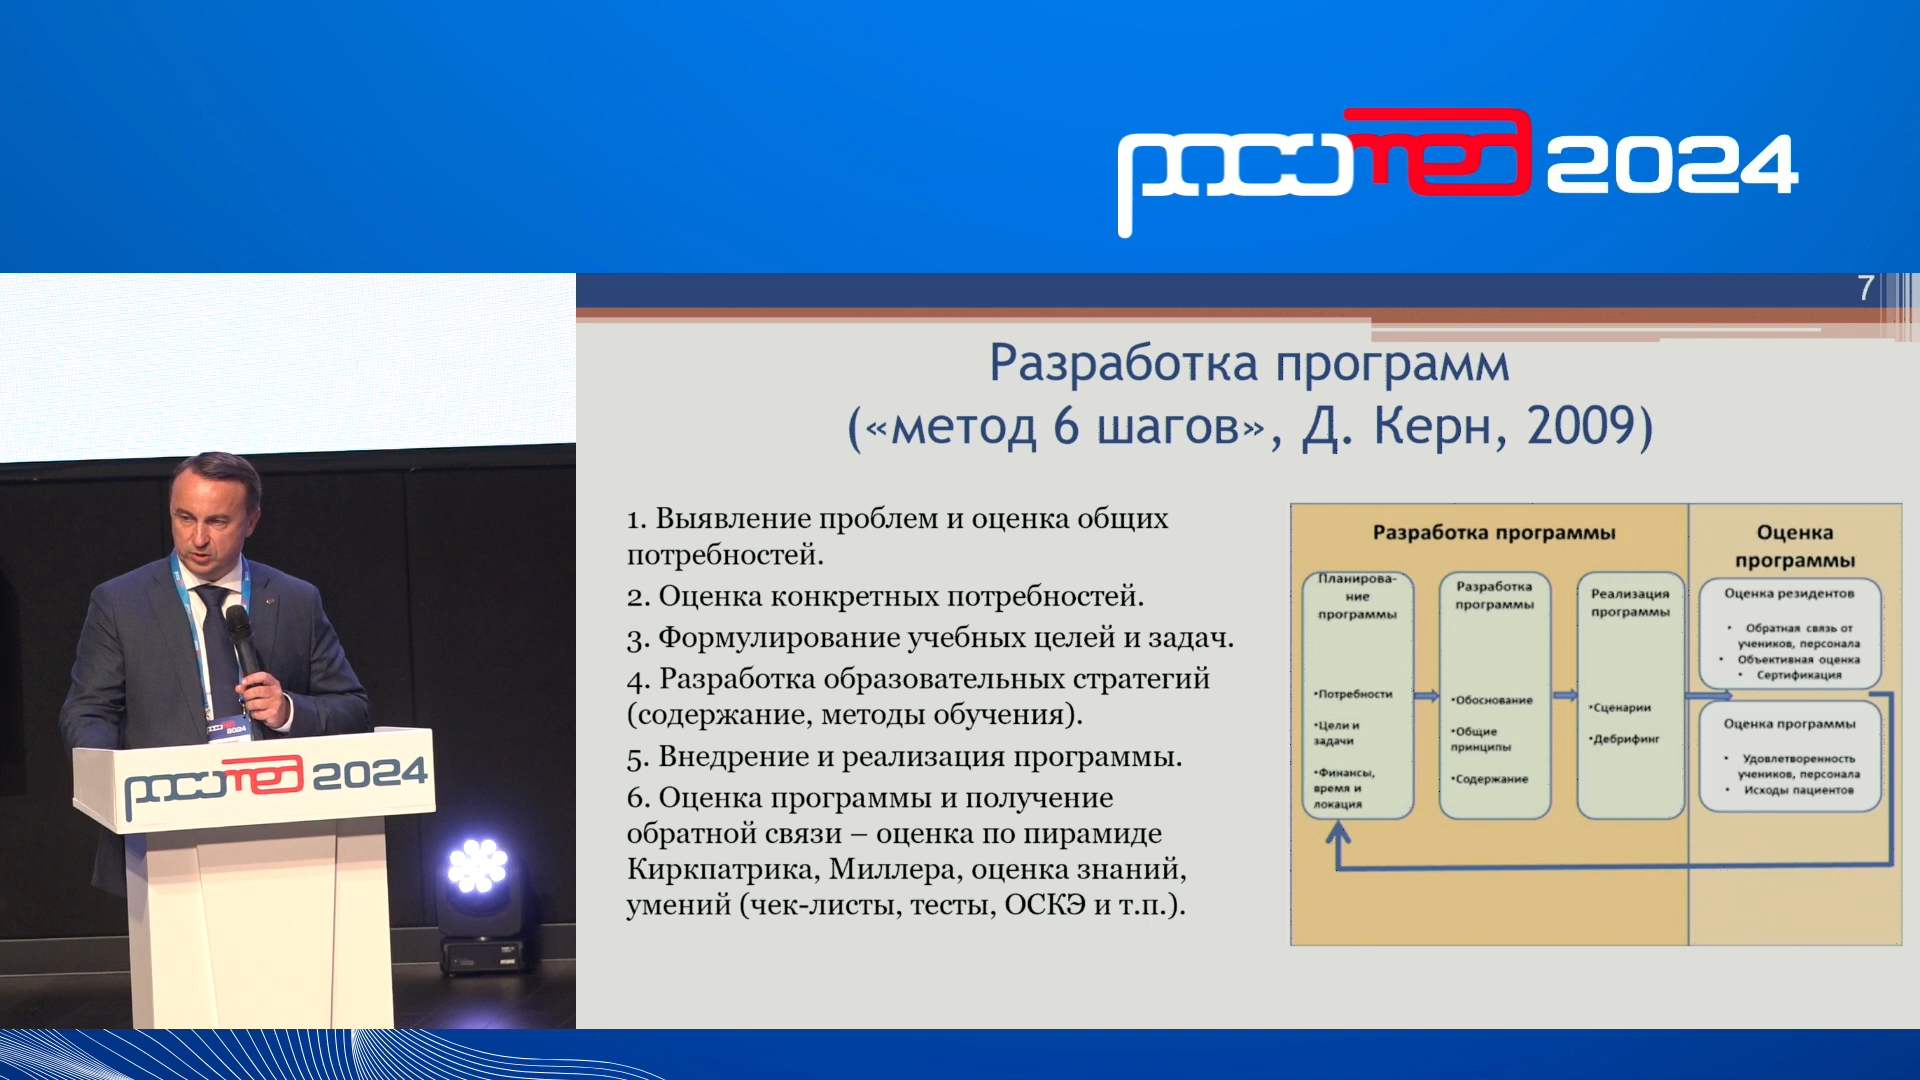 росомед 2024
7
Разработка программ
(«метод 6 шагов», Д. Керн, 2009)
1. Выявление проблем и оценка общих
потребностей.
2. Оценка конкретных потребностей.
3. Формулирование учебных целей и задач.
4. Разработка образовательных стратегий
(содержание, методы обучения).
5. Внедрение и реализация программы.
6. Оценка программы и получение
обратной связи – оценка по пирамиде
Киркпатрика, Миллера, оценка знаний,
умений (чек-листы, тесты, ОСКЭ и т.п.).
Разработка программы
Планирова-
ние
программы
•Потребности
•Цели и
задачи
•Финансы,
время и
локация
Разработка
программы
•Обоснование
•Общие
принципы
•Содержание
Реализация
программы
•Сценарии
•Дебрифинг
Оценка
программы
Оценка резидентов
• Обратная связь от
учеников, персонала
• Объективная оценка
• Сертификация
Оценка программы
• Удовлетворенность
учеников, персонала
• Исходы пациентов
росомед 2024